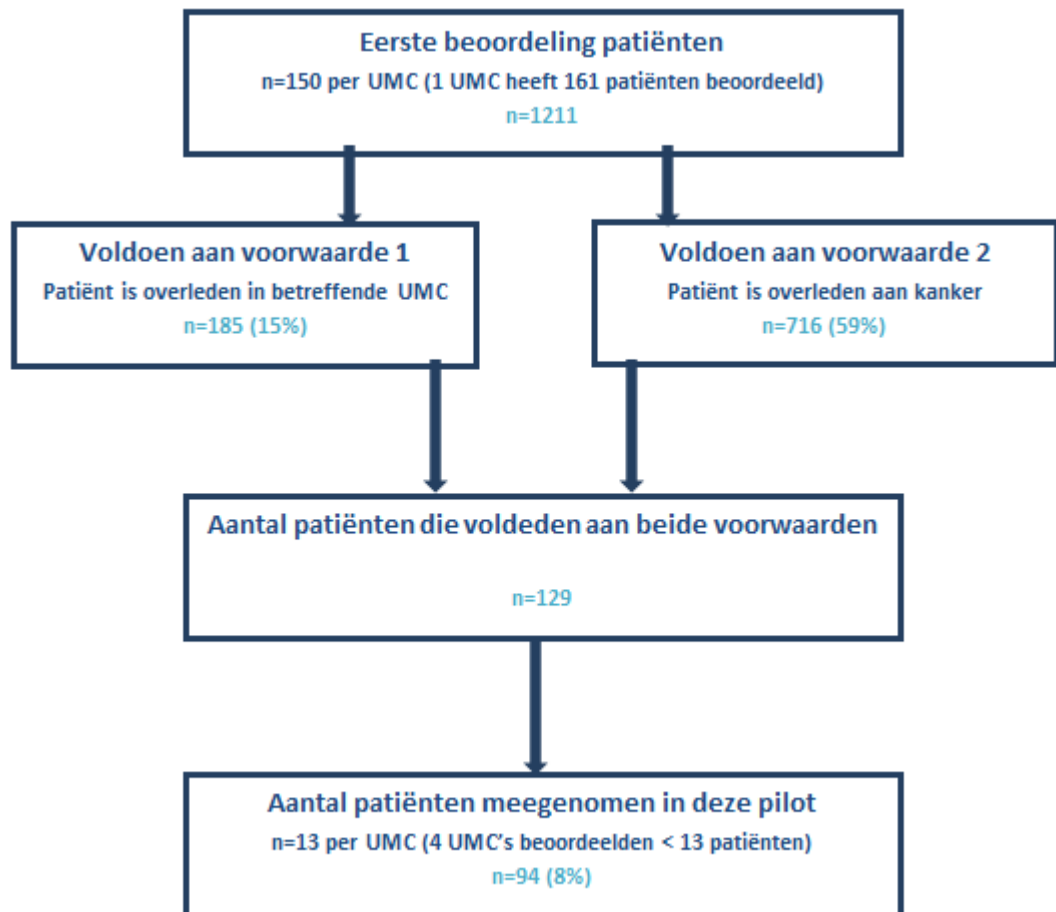 Eerste beoordeling patiënten
n=150 per UMC (1 UMC heeft 161 patiënten beoordeeld)
n=1211
Voldoen aan voorwaarde 1
Patiënt is overleden in betreffende UMC
n=185 (15%)
Voldoen aan voorwaarde 2
Patiënt is overleden aan kanker
n=716 (59%)
Aantal patiënten die voldeden aan beide voorwaarden
n=129
Aantal patiënten meegenomen in deze pilot
n=13 per UMC (4 UMC's beoordeelden < 13 patiënten)
n=94 (8%)